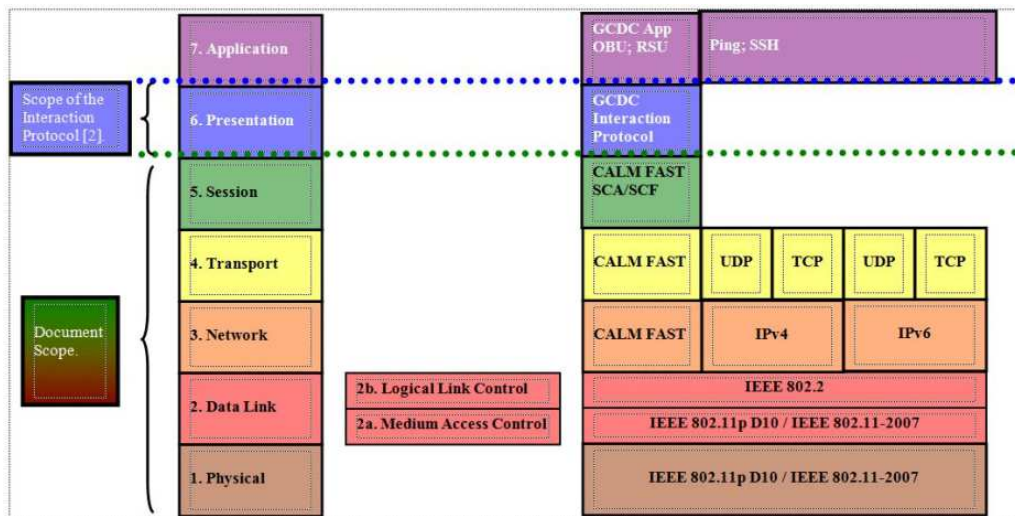 7. Application
GCDC App
OBU; RSU
Ping; SSH
Scope of the
Interaction
Protocol [2].
6. Presentation
GCDC
Interaction
Protocol
5. Session
CALM FAST
SCA/SCF
4. Transport
CALM FAST
UDP
TCP
UDP
TCP
Document
Scope.
3. Network
CALM FAST
IPv4
IPv6
2. Data Link
2b. Logical Link Control
IEEE 802.2
2a. Medium Access Control
IEEE 802.11p D10 / IEEE 802.11-2007
1. Physical
IEEE 802.11p D10 / IEEE 802.11-2007